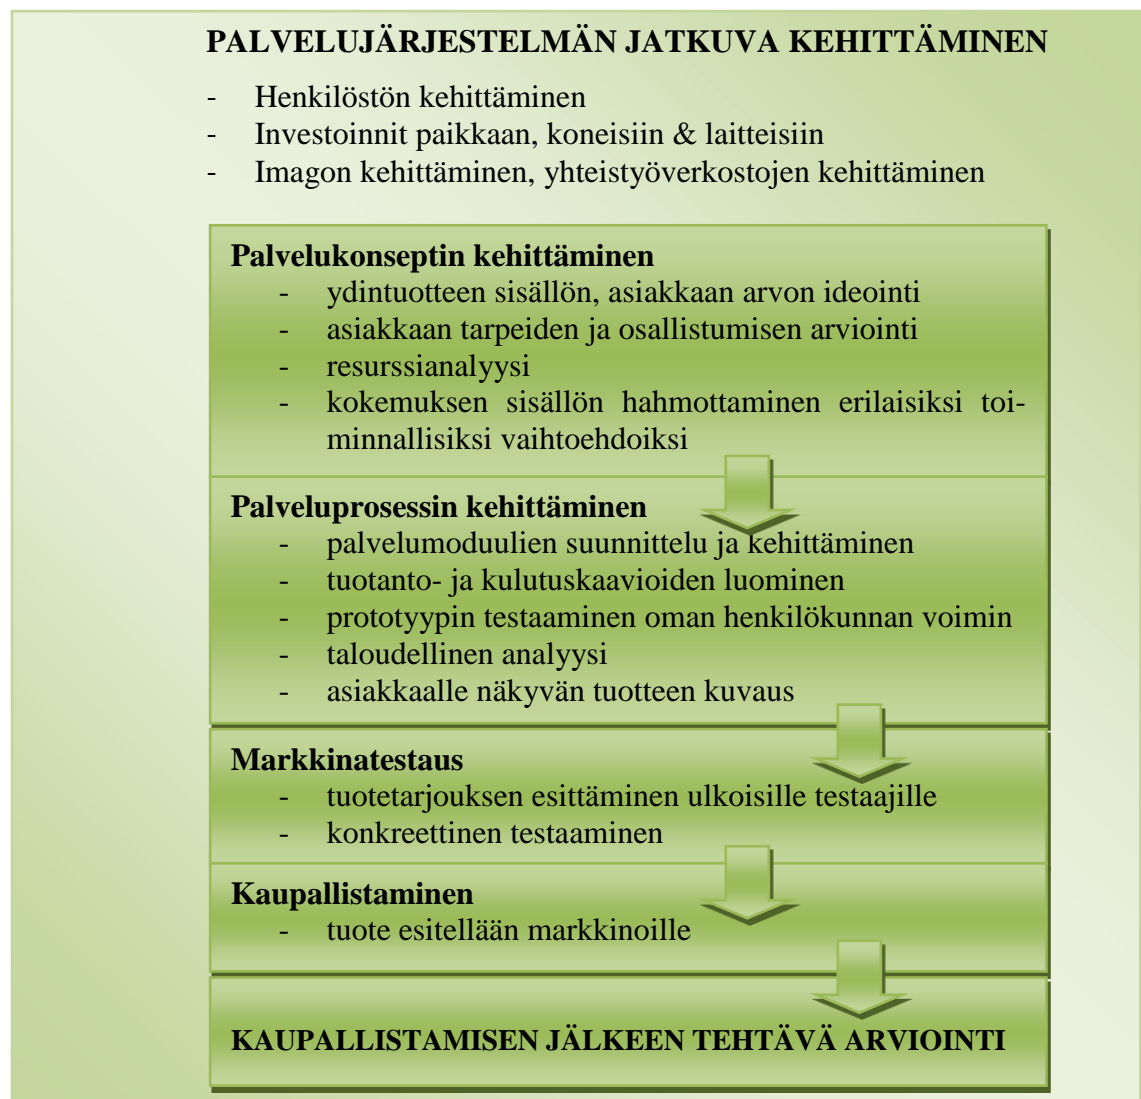 PALVELUJÄRJESTELMÄN JATKUVA KEHITTÄMINEN
- Henkilöstön kehittäminen
- Investoinnit paikkaan, koneisiin & laitteisiin
- Imagon kehittäminen, yhteistyöverkostojen kehittäminen
Palvelukonseptin kehittäminen
- ydintuotteen sisällön, asiakkaan arvon ideointi
- asiakkaan tarpeiden ja osallistumisen arviointi
- resurssianalyysi
- kokemuksen sisällön hahmottaminen erilaisiksi toi-
minnallisiksi vaihtoehdoiksi
Palveluprosessin kehittäminen
- palvelumoduulien suunnittelu ja kehittäminen
- tuotanto- ja kulutuskaavioiden luominen
- prototyypin testaaminen oman henkilökunnan voimin
- taloudellinen analyysi
- asiakkaalle näkyvän tuotteen kuvaus
Markkinatestaus
- tuotetarjouksen esittäminen ulkoisille testaajille
- konkreettinen testaaminen
Kaupallistaminen
- tuote esitellään markkinoille
KAUPALLISTAMISEN JÄLKEEN TEHTÄVÄ ARVIOINTI